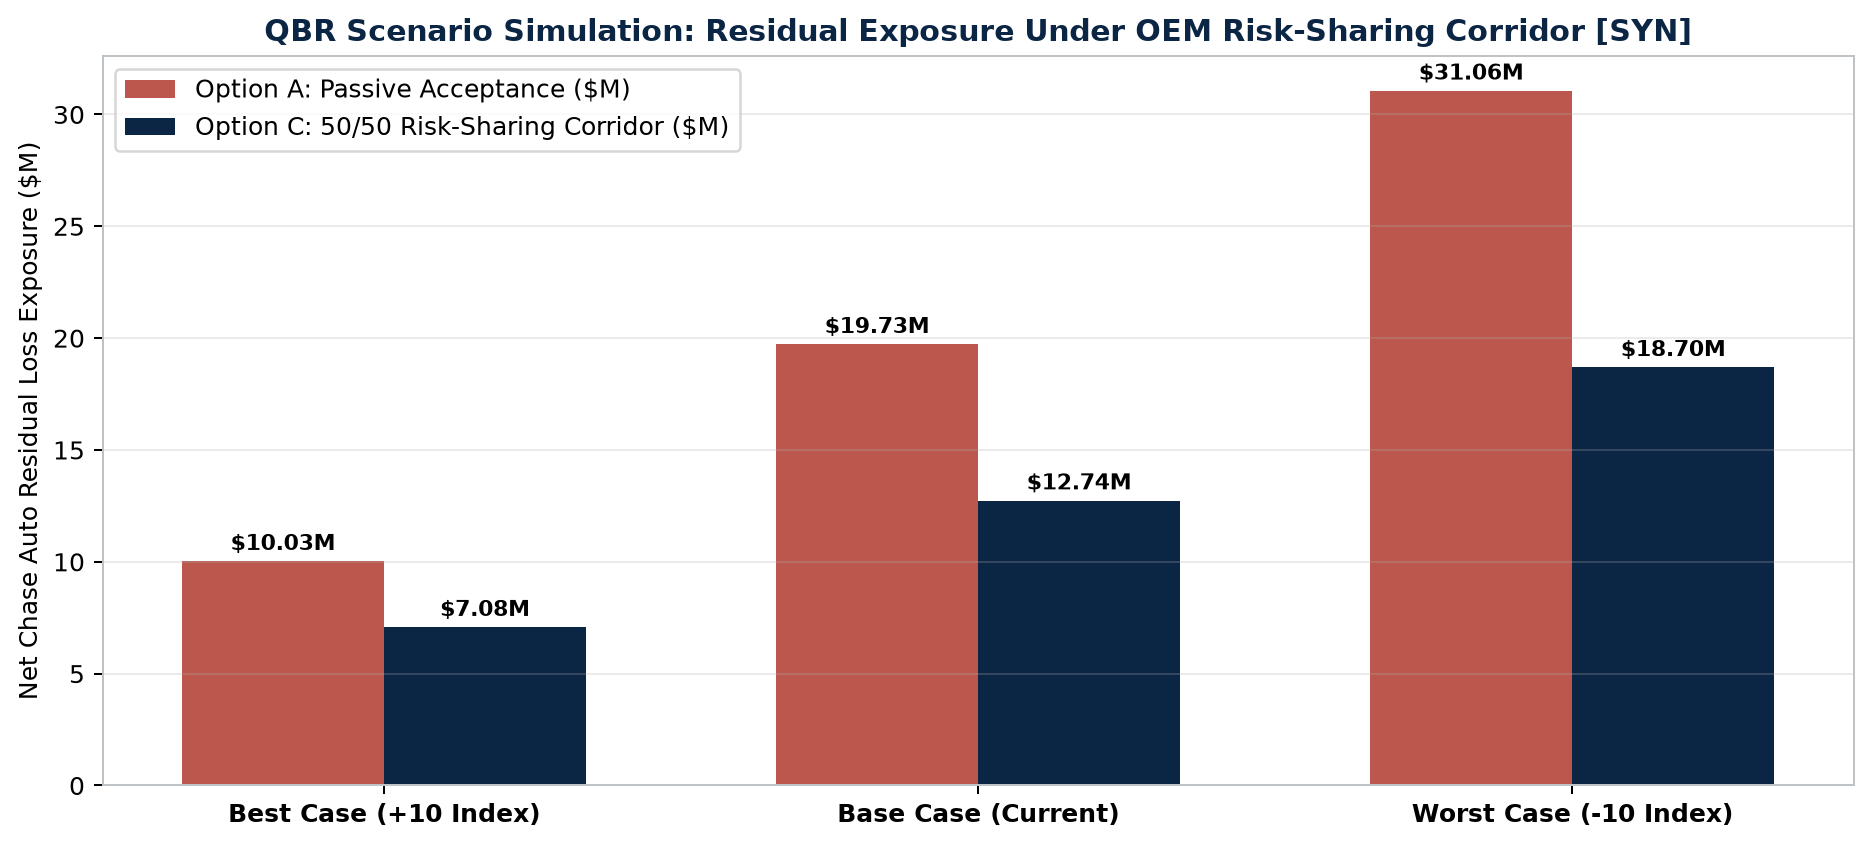 QBR Scenario Simulation: Residual Exposure Under OEM Risk-Sharing Corridor [SYN]
Option A: Passive Acceptance ($M)
Option C: 50/50 Risk-Sharing Corridor ($M)
Net Chase Auto Residual Loss Exposure ($M)
30
25
20
15
10
5
0
$10.03M
$7.08M
$19.73M
$12.74M
$31.06M
$18.70M
Best Case (+10 Index)
Base Case (Current)
Worst Case (-10 Index)